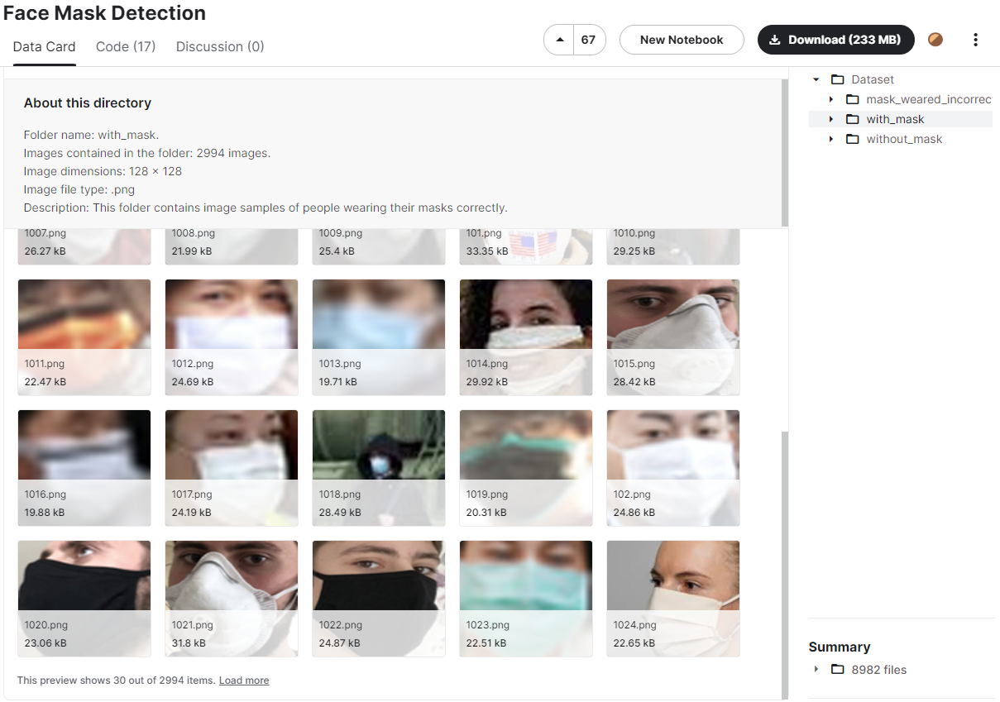 Face Mask Detection
Data Card
Code (17)
Discussion (0)
67
New Notebook
Download (233 MB)
About this directory
Folder name: with_mask.
Images contained in the folder: 2994 images.
Image dimensions: 128 × 128
Image file type: .png
Description: This folder contains image samples of people wearing their masks correctly.
1007.png
26.27 kB
1008.png
21.99 kB
1009.png
25.4 kB
101.png
33.35 kB
1010.png
29.25 kB
1011.png
22.47 kB
1012.png
24.69 kB
1013.png
19.71 kB
1014.png
29.92 kB
1015.png
28.42 kB
1016.png
19.88 kB
1017.png
24.19 kB
1018.png
28.49 kB
1019.png
20.31 kB
102.png
24.86 kB
1020.png
23.06 kB
1021.png
31.8 kB
1022.png
24.87 kB
1023.png
22.51 kB
1024.png
22.65 kB
This preview shows 30 out of 2994 items. Load more
Dataset
mask_weared_incorrec
with_mask
without_mask
Summary
8982 files